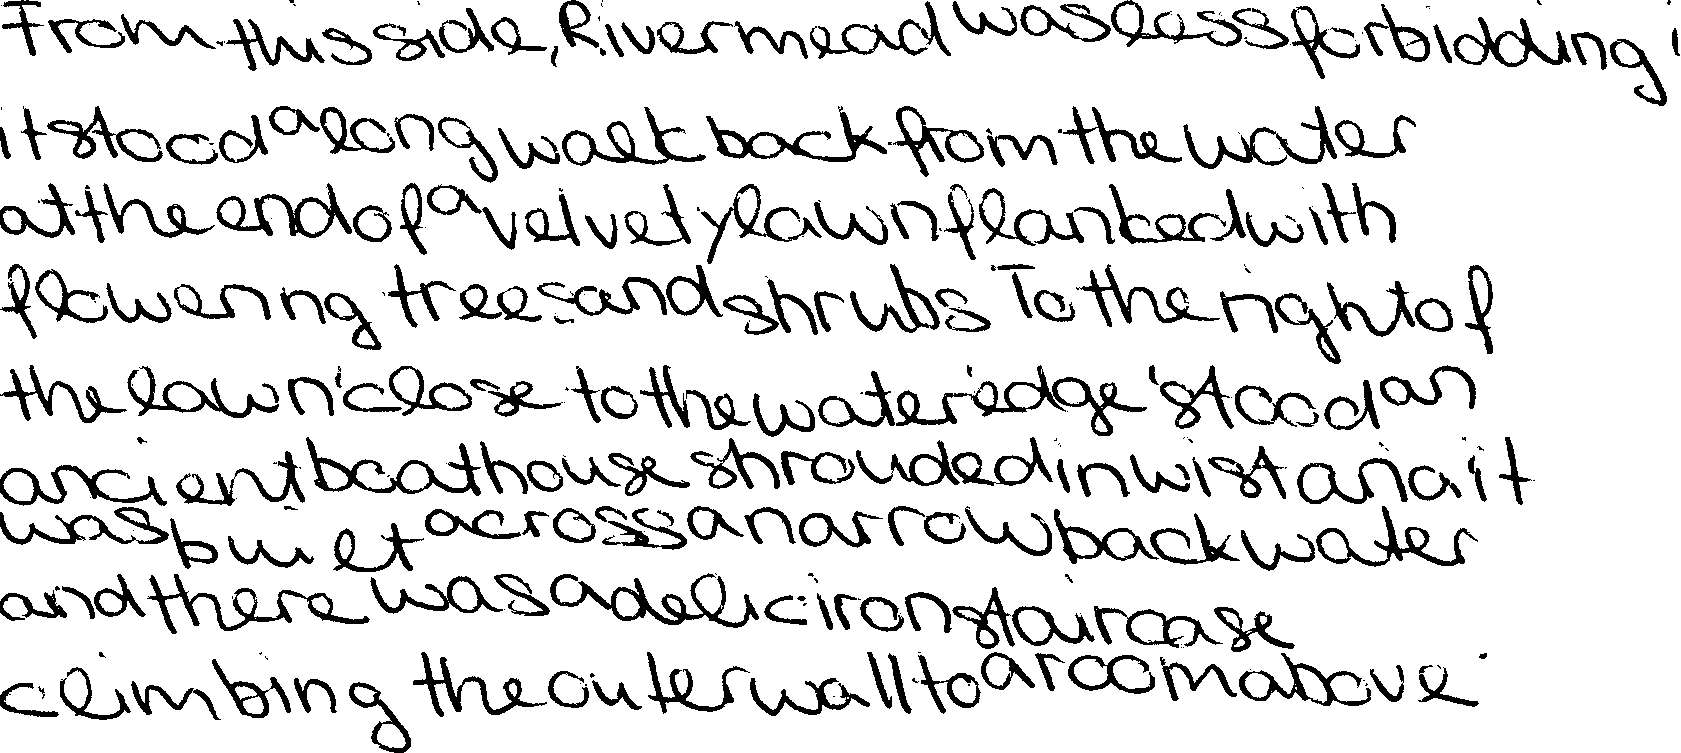 From this side, Rivermead was less forbidding ;
it stood a long walk back from the water
at the end of a velvety lawn flanked with
flowering trees and shrubs. To the right of
the lawn 'close to the water 'edge 'stood an
ancient boathouse shrouded in wistaria 'it
was built across a narrow backwater
and there was a delic iron staircase
climbing the outer wall to a room above .